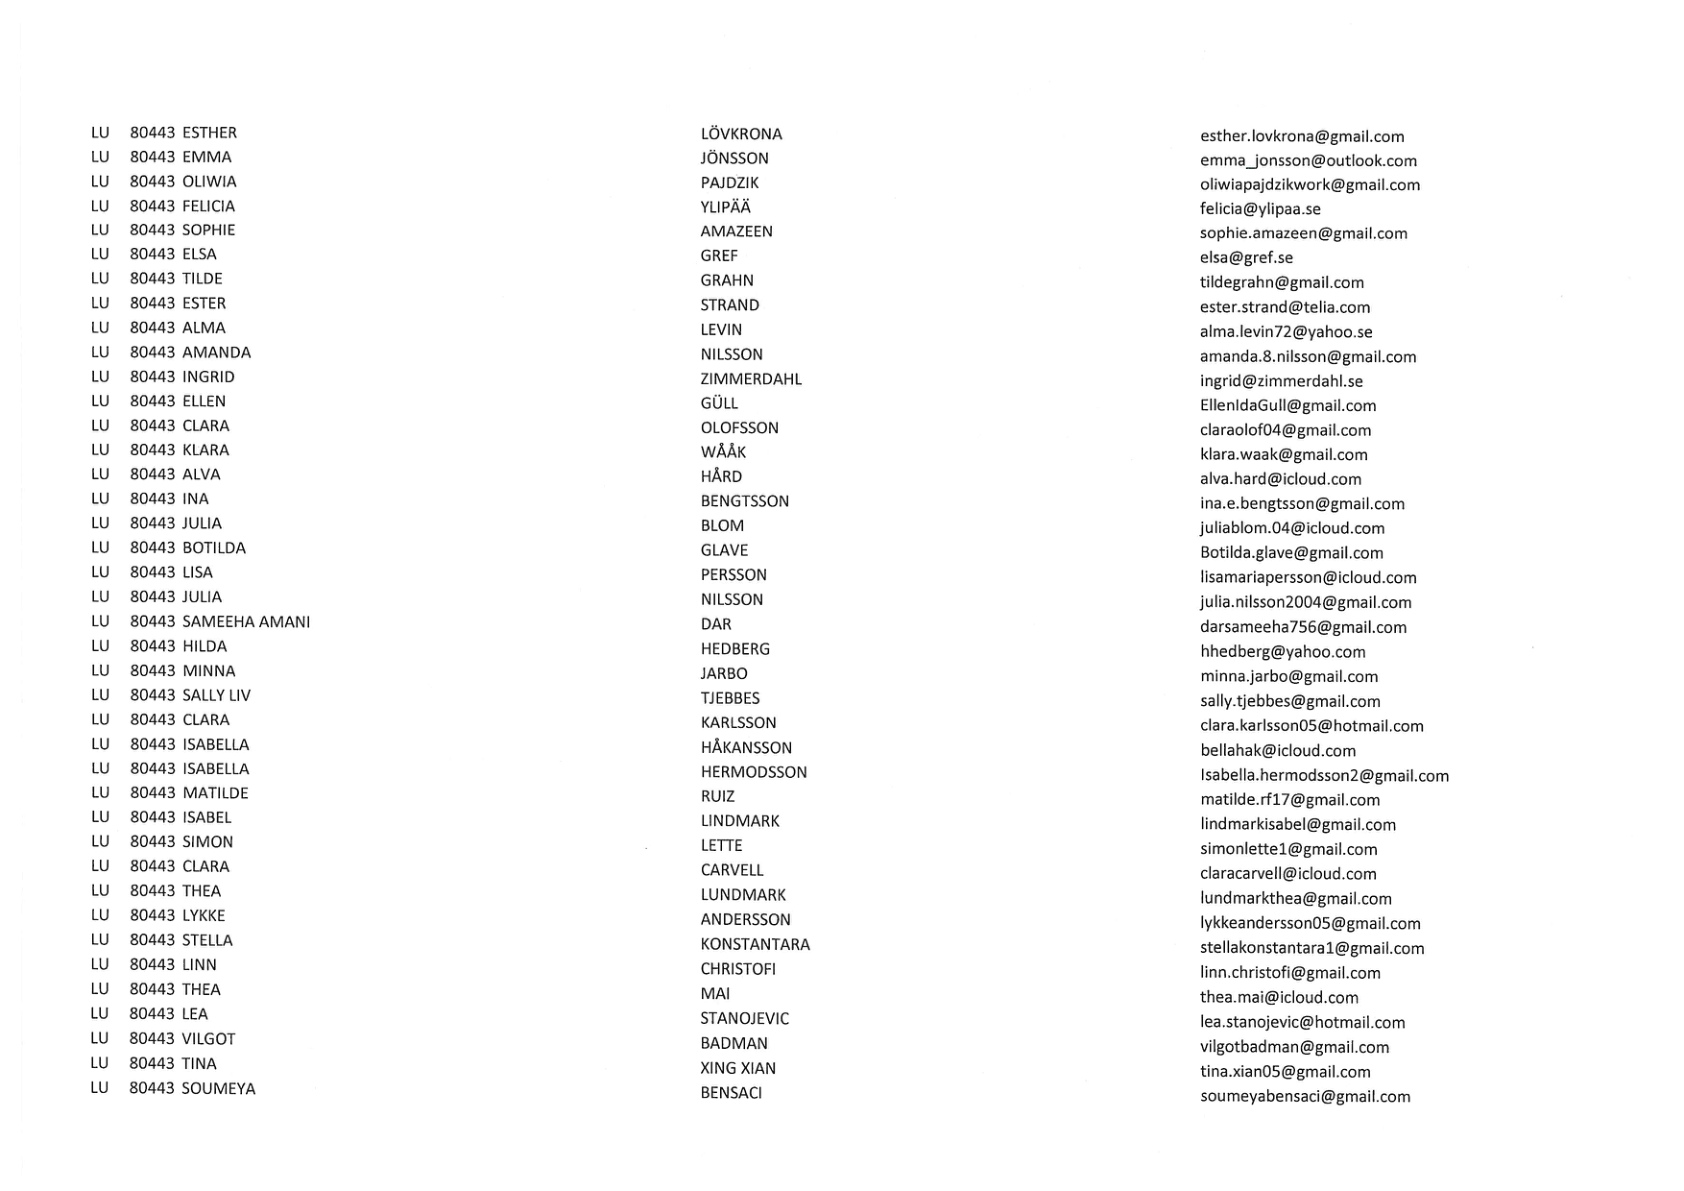 LU 80443 ESTHER LÖVKRONA esther.lovkrona@gmail.com
LU 80443 EMMA JÖNSSON emma_jonsson@outlook.com
LU 80443 OLIWIA PAJDZIK oliwiapajdzikwork@gmail.com
LU 80443 FELICIA YLIPÄÄ felicia@ylipaa.se
LU 80443 SOPHIE AMAZEEN sophie.amazeen@gmail.com
LU 80443 ELSA GREF elsa@gref.se
LU 80443 TILDE GRAHN tildegrahn@gmail.com
LU 80443 ESTER STRAND ester.strand@telia.com
LU 80443 ALMA LEVIN alma.levin72@yahoo.se
LU 80443 AMANDA NILSSON amanda.8.nilsson@gmail.com
LU 80443 INGRID ZIMMERDAHL ingrid@zimmerdahl.se
LU 80443 ELLEN GÜLL EllenIdaGull@gmail.com
LU 80443 CLARA OLOFSSON claraolof04@gmail.com
LU 80443 KLARA WÅÅK klara.waak@gmail.com
LU 80443 ALVA HÅRD alva.hard@icloud.com
LU 80443 INA BENGTSSON ina.e.bengtsson@gmail.com
LU 80443 JULIA BLOM juliablom.04@icloud.com
LU 80443 BOTILDA GLAVE Botilda.glave@gmail.com
LU 80443 LISA PERSSON lisamariapersson@icloud.com
LU 80443 JULIA NILSSON julia.nilsson2004@gmail.com
LU 80443 SAMEEHA AMANI DAR darsameeha756@gmail.com
LU 80443 HILDA HEDBERG hhedberg@yahoo.com
LU 80443 MINNA JARBO minna.jarbo@gmail.com
LU 80443 SALLY LIV TJEBBES sally.tjebbes@gmail.com
LU 80443 CLARA KARLSSON clara.karlsson05@hotmail.com
LU 80443 ISABELLA HÅKANSSON bellahak@icloud.com
LU 80443 ISABELLA HERMODSSON Isabella.hermodsson2@gmail.com
LU 80443 MATILDE RUIZ matilde.rf17@gmail.com
LU 80443 ISABEL LINDMARK lindmarkisabel@gmail.com
LU 80443 SIMON LETTE simonlette1@gmail.com
LU 80443 CLARA CARVELL claracarvell@icloud.com
LU 80443 THEA LUNDMARK lundmarkthea@gmail.com
LU 80443 LYKKE ANDERSSON lykkeandersson05@gmail.com
LU 80443 STELLA KONSTANTARA stellakonstantara1@gmail.com
LU 80443 LINN CHRISTOFI linn.christofi@gmail.com
LU 80443 THEA MAI thea.mai@icloud.com
LU 80443 LEA STANOJEVIC lea.stanojevic@hotmail.com
LU 80443 VILGOT BADMAN vilgotbadman@gmail.com
LU 80443 TINA XING XIAN tina.xian05@gmail.com
LU 80443 SOUMEYA BENSACI soumeyabensaci@gmail.com